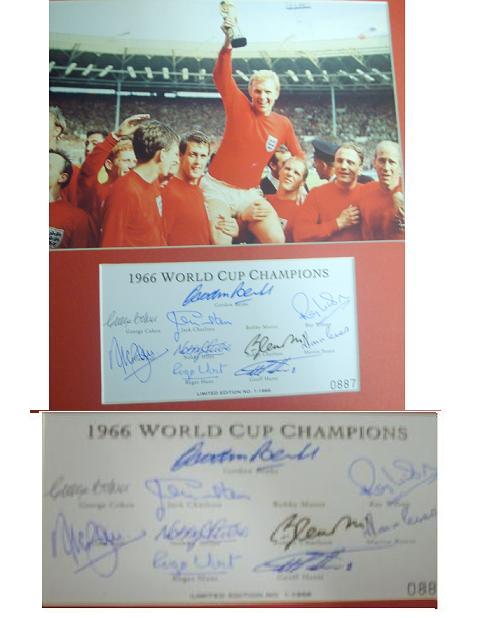 1966 WORLD CUP CHAMPIONS
Gordon Banks
George Cohen Jack Charlton Bobby Moore Ray Wilson
Nobby Stiles Charlton Martin Peters
Roger Hunt Geoff Hurst
LIMITED EDITION NO. 1-1966
0887
1966 WORLD CUP CHAMPIONS
Gordon Banks
George Cohen Jack Charlton Bobby Moore Ray Wilson
Charlton Martin Peters
Roger Hunt Geoff Hurst
LIMITED EDITION NO. 1-1966
088